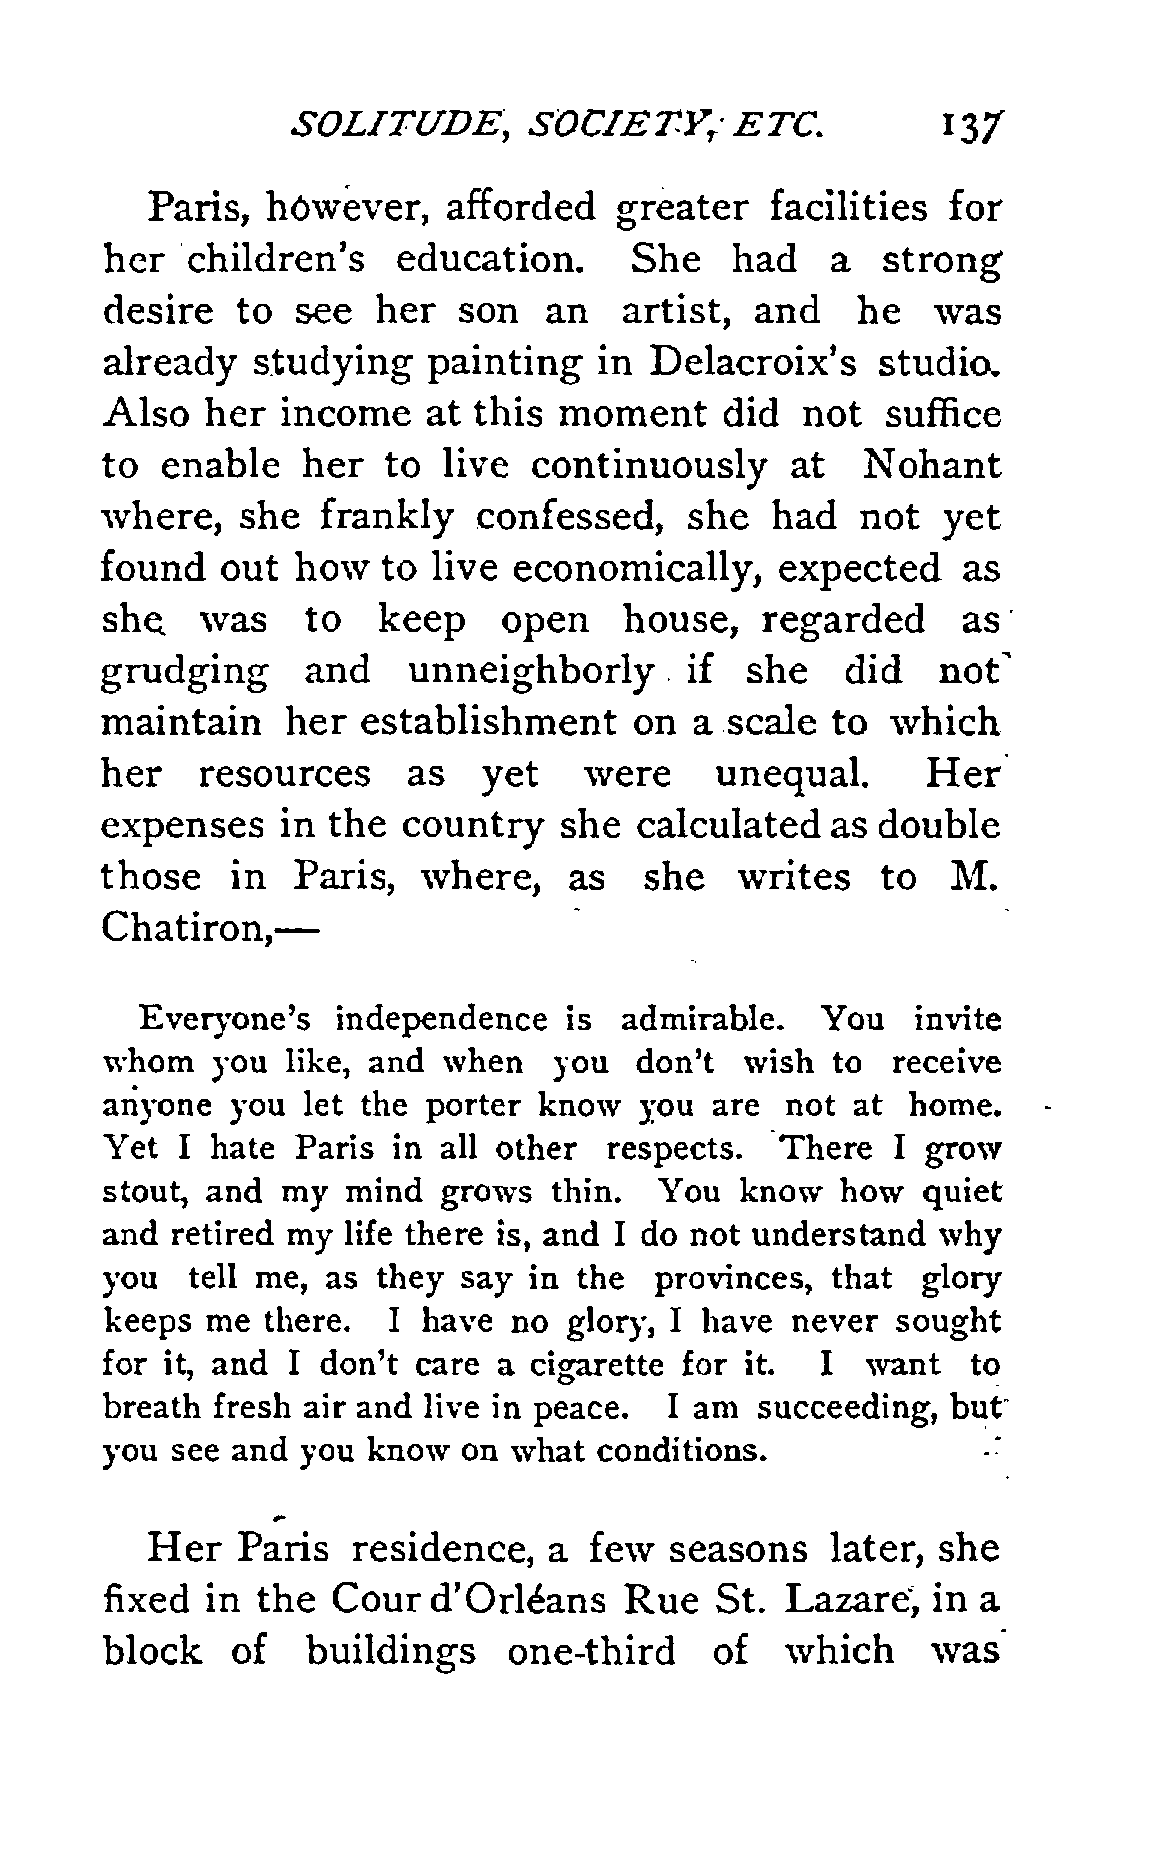 SOLITUDE, SOCIETY, ETC. 137
Paris, however, afforded greater facilities for
her children's education. She had a strong
desire to see her son an artist, and he was
already studying painting in Delacroix's studio.
Also her income at this moment did not suffice
to enable her to live continuously at Nohant
where, she frankly confessed, she had not yet
found out how to live economically, expected as
she was to keep open house, regarded as
grudging and unneighborly if she did not
maintain her establishment on a scale to which
her resources as yet were unequal. Her
expenses in the country she calculated as double
those in Paris, where, as she writes to M.
Chatiron,—
Everyone's independence is admirable. You invite
whom you like, and when you don't wish to receive
anyone you let the porter know you are not at home.
Yet I hate Paris in all other respects. There I grow
stout, and my mind grows thin. You know how quiet
and retired my life there is, and I do not understand why
you tell me, as they say in the provinces, that glory
keeps me there. I have no glory, I have never sought
for it, and I don't care a cigarette for it. I want to
breath fresh air and live in peace. I am succeeding, but
you see and you know on what conditions.
Her Paris residence, a few seasons later, she
fixed in the Cour d'Orléans Rue St. Lazare, in a
block of buildings one-third of which was